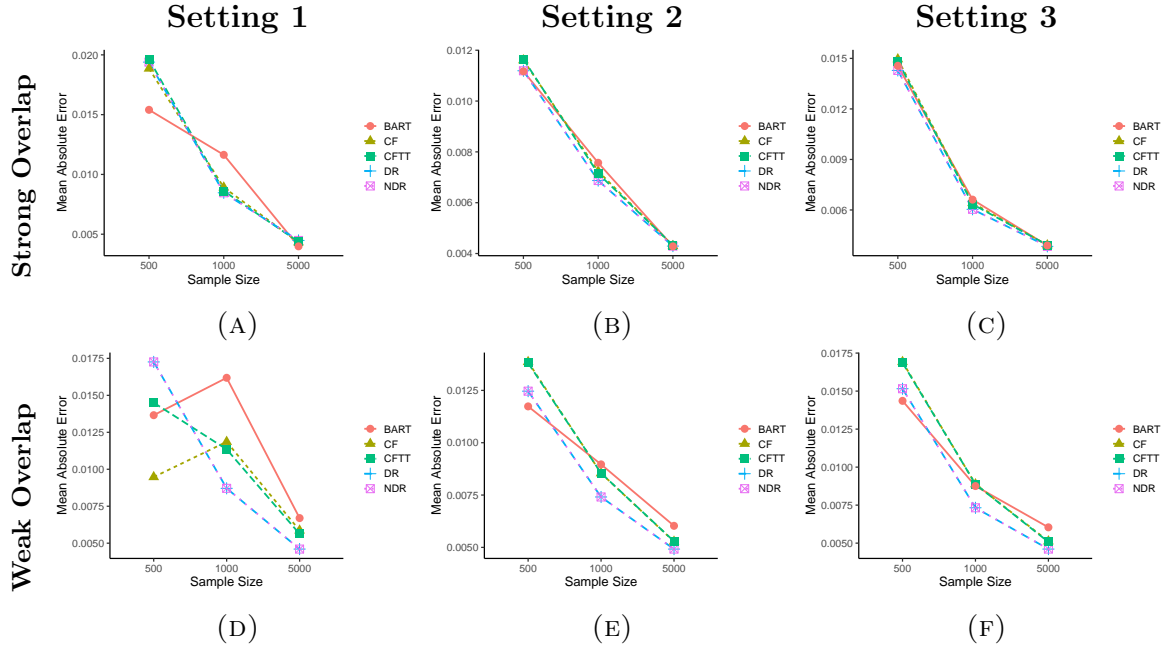 Setting 1
Setting 2
Setting 3
Strong Overlap
Mean Absolute Error
0.020
0.015
0.010
0.005
500
1000
5000
Sample Size
BART
CF
CFTT
DR
NDR
(A)
Mean Absolute Error
0.012
0.010
0.008
0.006
0.004
500
1000
5000
Sample Size
BART
CF
CFTT
DR
NDR
(B)
Mean Absolute Error
0.015
0.012
0.009
0.006
500
1000
5000
Sample Size
BART
CF
CFTT
DR
NDR
(C)
Weak Overlap
Mean Absolute Error
0.0175
0.0150
0.0125
0.0100
0.0075
0.0050
500
1000
5000
Sample Size
BART
CF
CFTT
DR
NDR
(D)
Mean Absolute Error
0.0125
0.0100
0.0075
0.0050
500
1000
5000
Sample Size
BART
CF
CFTT
DR
NDR
(E)
Mean Absolute Error
0.0175
0.0150
0.0125
0.0100
0.0075
0.0050
500
1000
5000
Sample Size
BART
CF
CFTT
DR
NDR
(F)